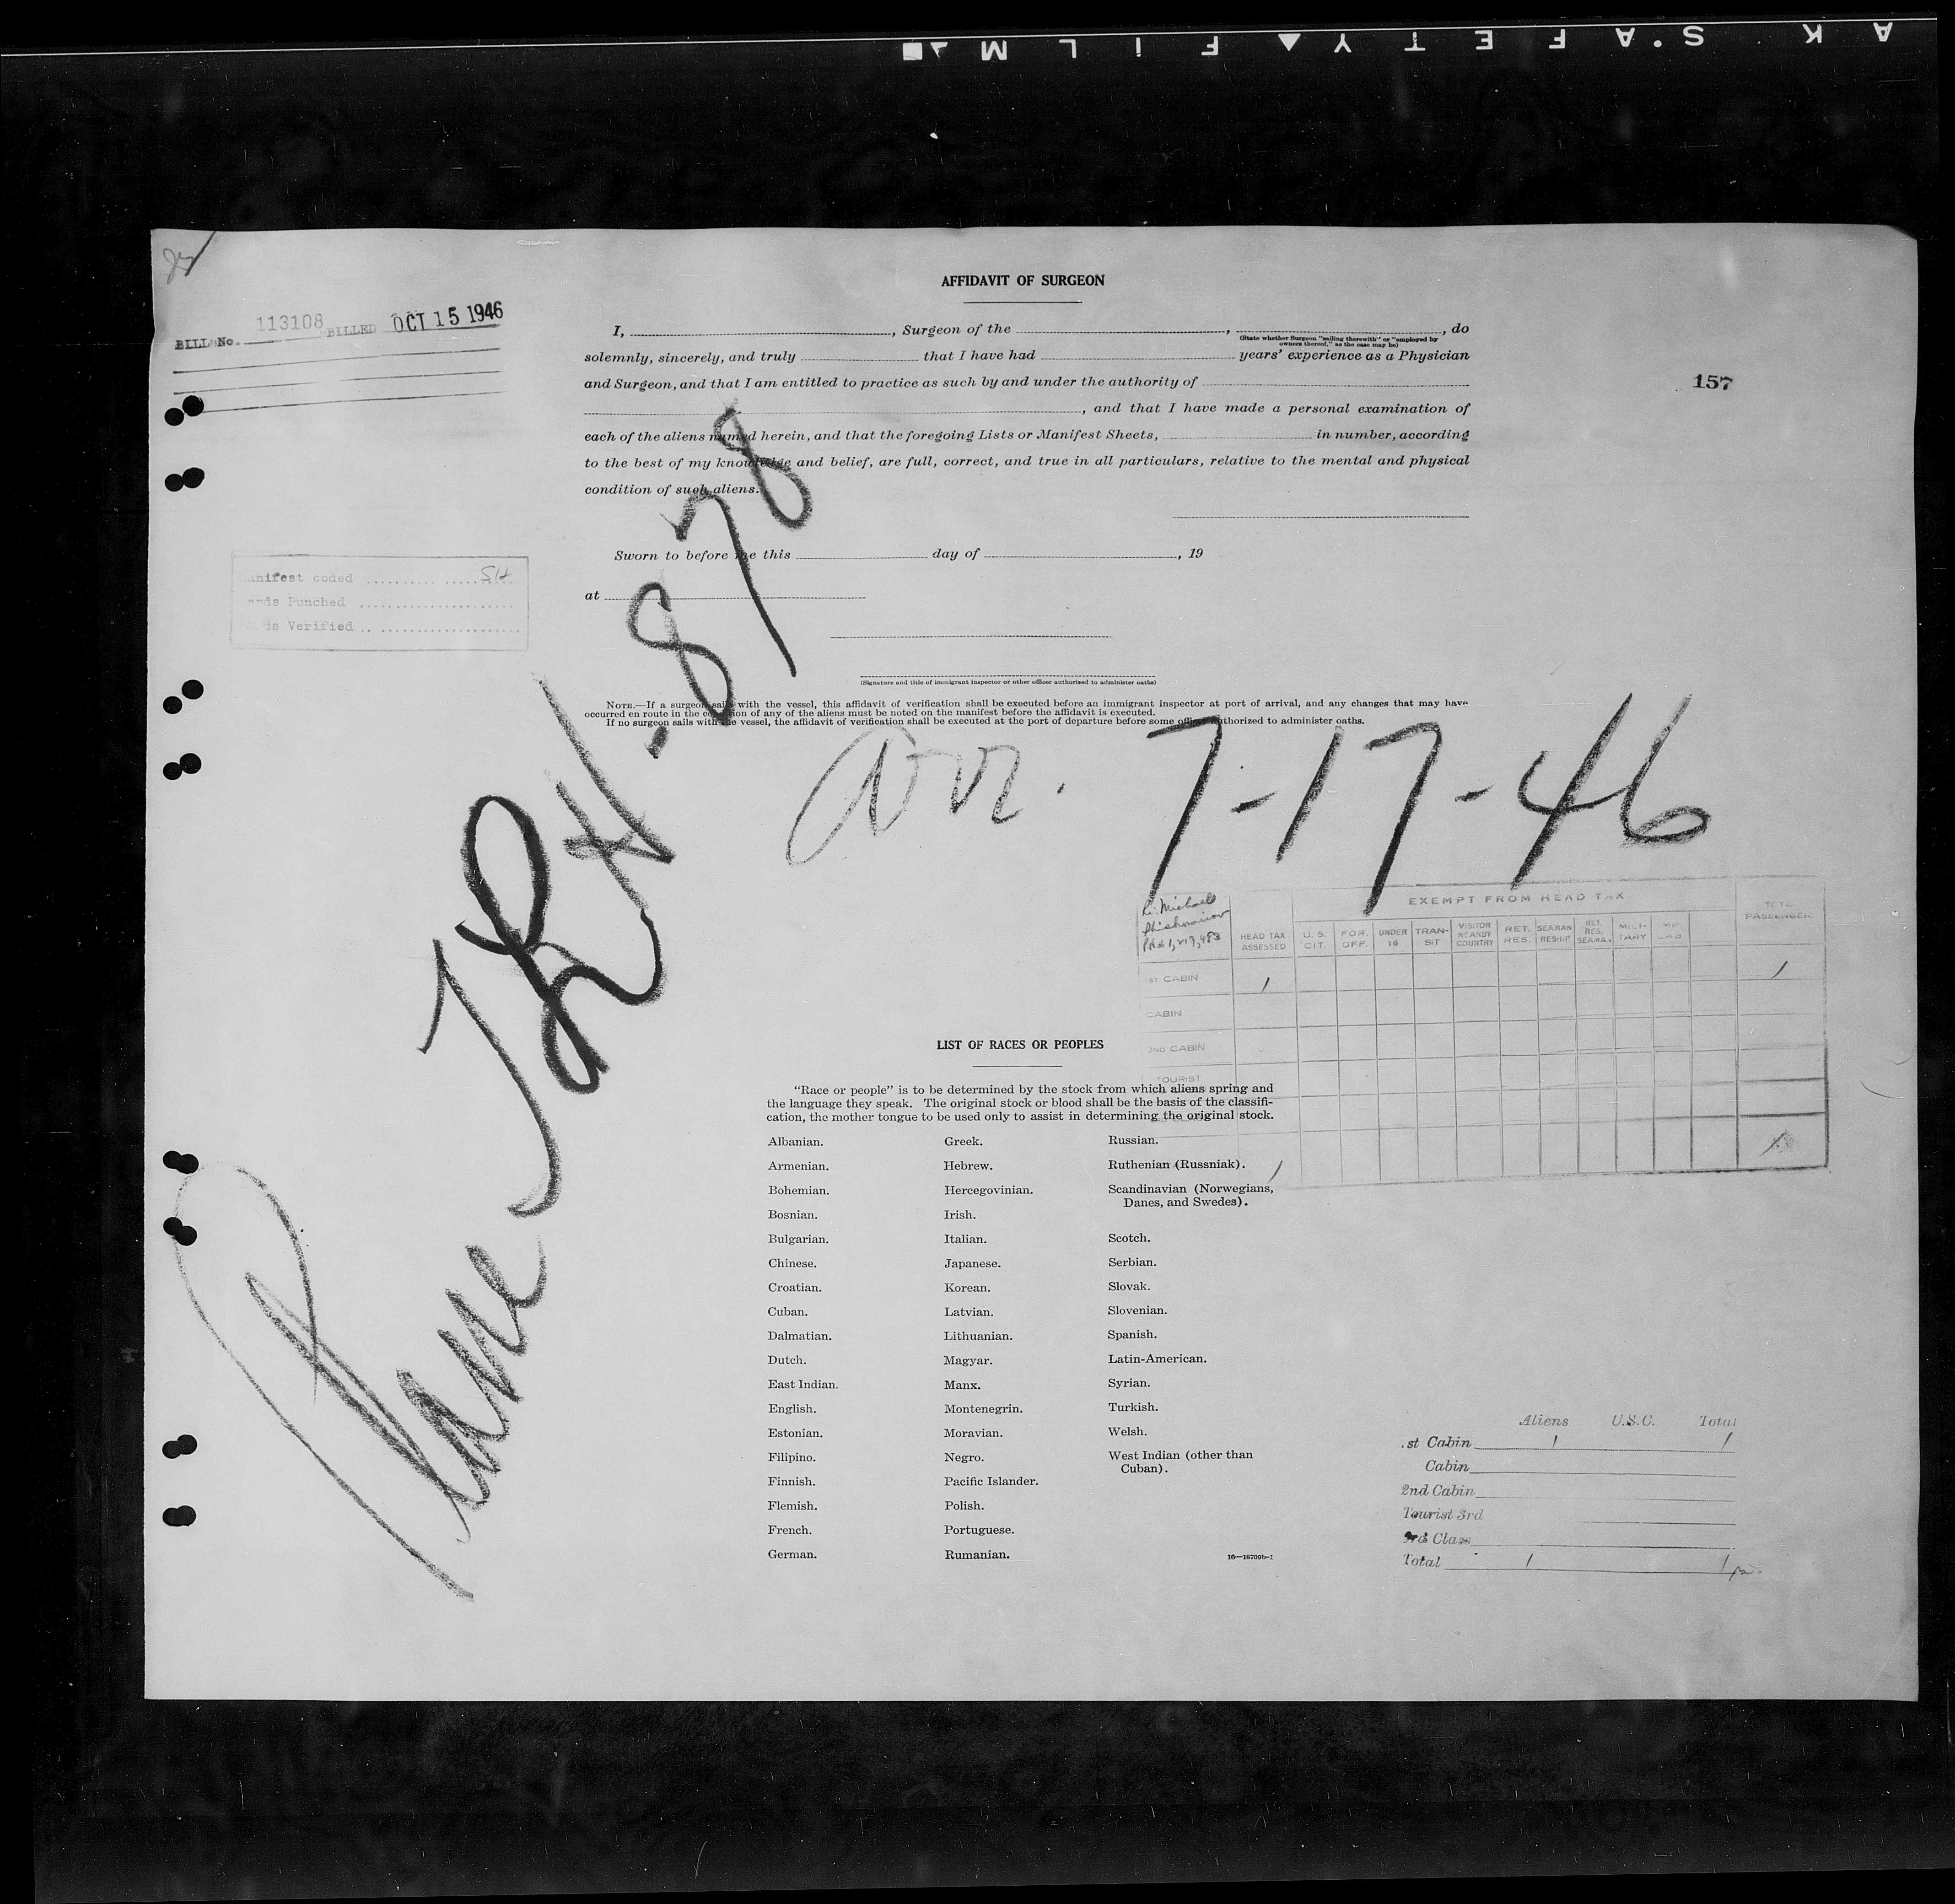 AK SAFETY FILM
AFFIDAVIT OF SURGEON
BILL No. 113108 BILLED OCT 15 1946
I, , Surgeon of the , , do
(State whether Surgeon "sailing therewith" or "employed by
owners thereof," as the case may be)
solemnly, sincerely, and truly that I have had years' experience as a Physician
and Surgeon, and that I am entitled to practice as such by and under the authority of
157
, and that I have made a personal examination of
each of the aliens named herein, and that the foregoing Lists or Manifest Sheets, in number, according
to the best of my knowledge and belief, are full, correct, and true in all particulars, relative to the mental and physical
condition of such aliens.
Sworn to before me this day of , 19
at
anifest coded SH
rds Punched
ds Verified
(Signature and title of immigrant inspector or other officer authorized to administer oaths)
NOTE.—If a surgeon sails with the vessel, this affidavit of verification shall be executed before an immigrant inspector at port of arrival, and any changes that may have
occurred en route in the condition of any of the aliens must be noted on the manifest before the affidavit is executed.
If no surgeon sails with the vessel, the affidavit of verification shall be executed at the port of departure before some officer authorized to administer oaths.
Plane -878
arr. 7-17-46
Michael
HEAD TAX ASSESSED
EXEMPT FROM HEAD TAX
U.S. CIT.
FOR. OFF.
UNDER 16
TRAN- SIT
VISITOR NEARBY COUNTRY
RET. RES.
SEAMAN RESHIP
RET. RES. SEAMAN
MILI- TARY
TOTAL PASSENGER
1ST CABIN 1 1
CABIN
2ND CABIN
TOURIST
1 1
LIST OF RACES OR PEOPLES
"Race or people" is to be determined by the stock from which aliens spring and
the language they speak. The original stock or blood shall be the basis of the classifi-
cation, the mother tongue to be used only to assist in determining the original stock.
Albanian.
Armenian.
Bohemian.
Bosnian.
Bulgarian.
Chinese.
Croatian.
Cuban.
Dalmatian.
Dutch.
East Indian.
English.
Estonian.
Filipino.
Finnish.
Flemish.
French.
German.
Greek.
Hebrew.
Hercegovinian.
Irish.
Italian.
Japanese.
Korean.
Latvian.
Lithuanian.
Magyar.
Manx.
Montenegrin.
Moravian.
Negro.
Pacific Islander.
Polish.
Portuguese.
Rumanian.
Russian.
Ruthenian (Russniak).
Scandinavian (Norwegians,
Danes, and Swedes).
Scotch.
Serbian.
Slovak.
Slovenian.
Spanish.
Latin-American.
Syrian.
Turkish.
Welsh.
West Indian (other than
Cuban).
16—18709b-1
Aliens U.S.C. Total
1st Cabin 1 1
Cabin
2nd Cabin
Tourist 3rd
3rd Class
Total 1 1